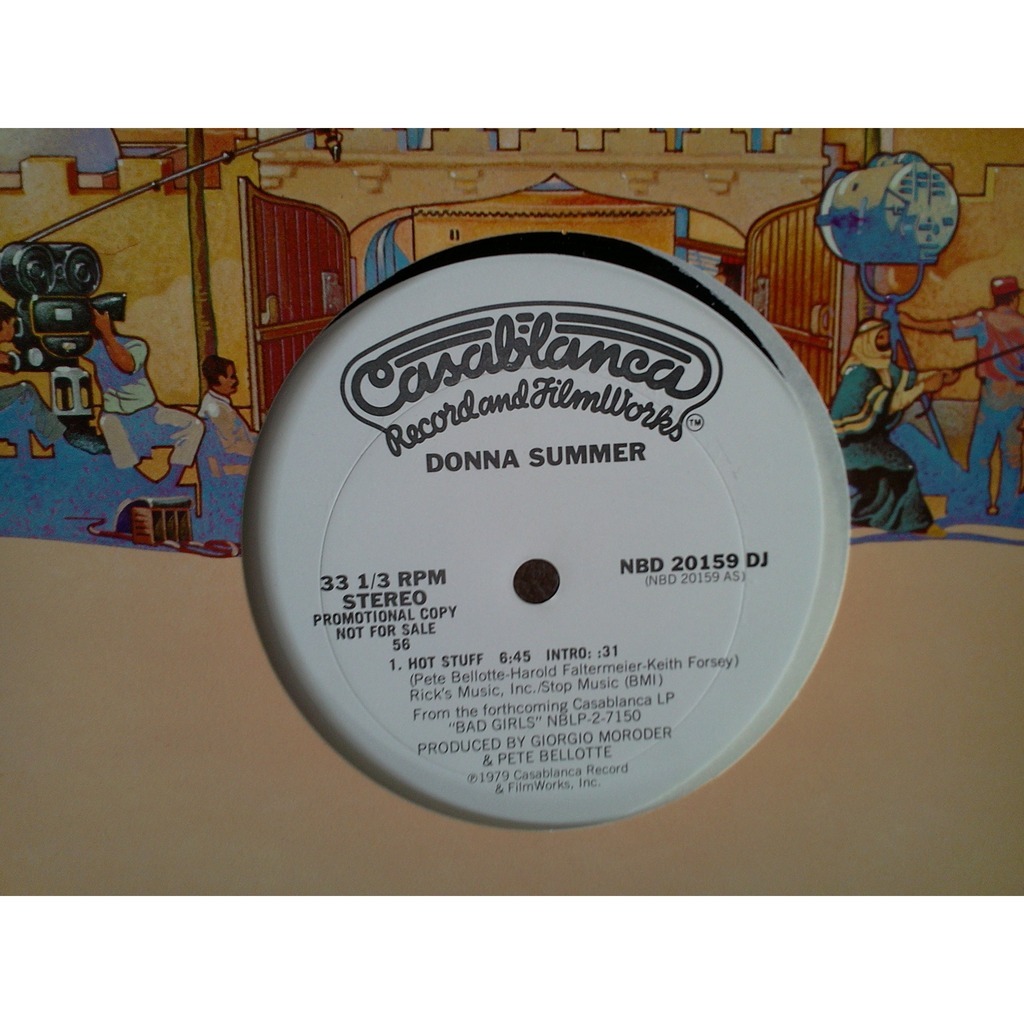 Casablanca
Record and FilmWorks TM
DONNA SUMMER
33 1/3 RPM
STEREO
PROMOTIONAL COPY
NOT FOR SALE
56
NBD 20159 DJ
(NBD 20159 AS)
1. HOT STUFF 6:45 INTRO: :31
(Pete Bellotte-Harold Faltermeier-Keith Forsey)
Rick's Music, Inc./Stop Music (BMI)
From the forthcoming Casablanca LP
"BAD GIRLS" NBLP-2-7150
PRODUCED BY GIORGIO MORODER
& PETE BELLOTTE
℗1979 Casablanca Record
& FilmWorks, Inc.